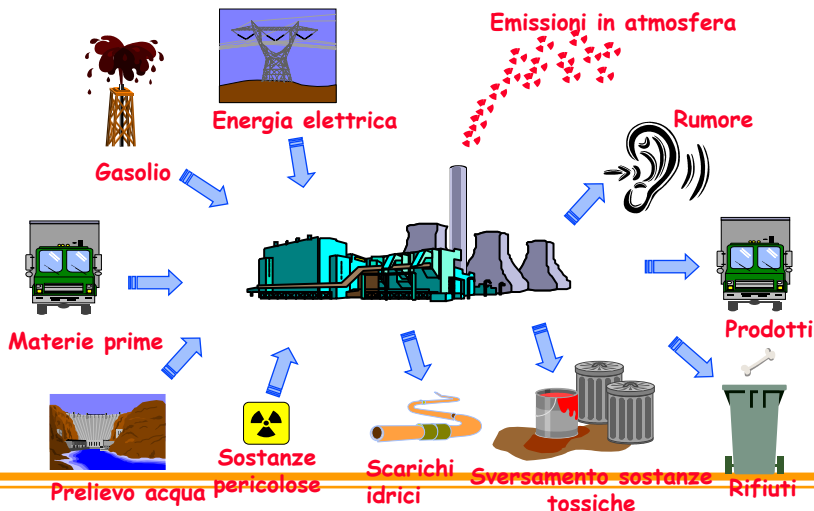 Emissioni in atmosfera
Energia elettrica
Rumore
Gasolio
Materie prime
Prodotti
Prelievo acqua
Sostanze
pericolose
Scarichi
idrici
Sversamento sostanze
tossiche
Rifiuti